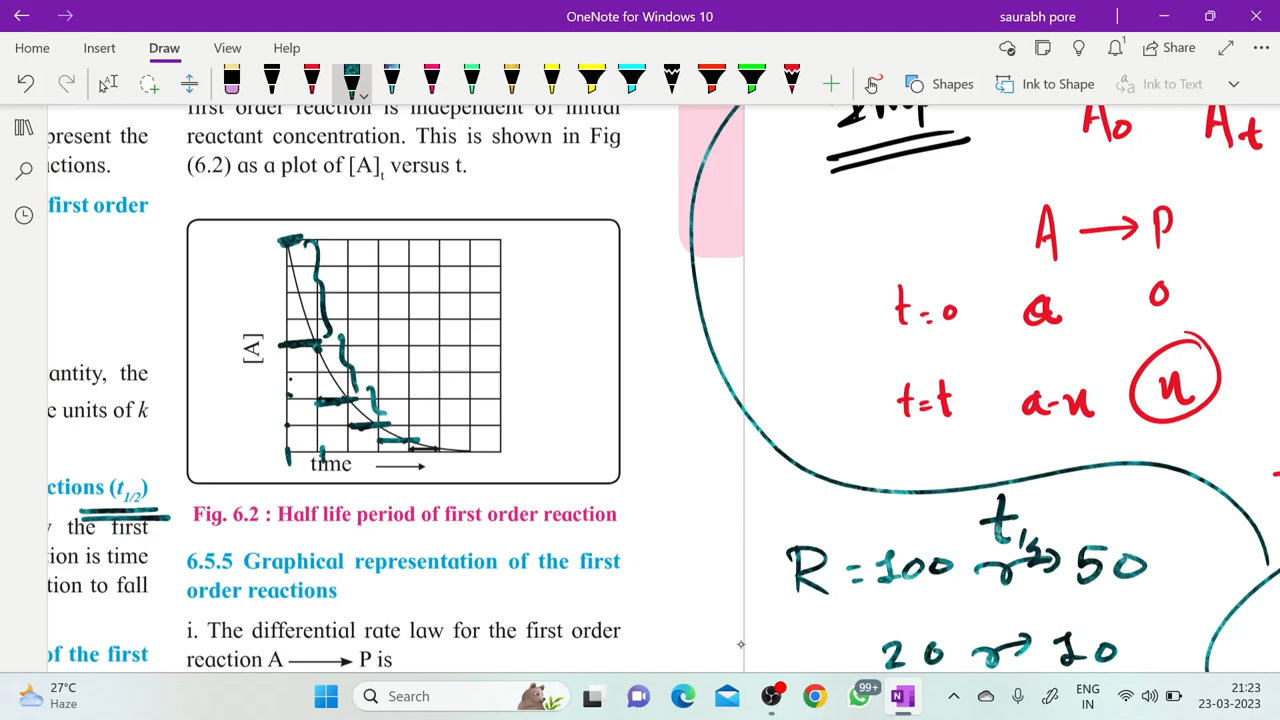 OneNote for Windows 10
saurabh pore
Home Insert Draw View Help
Share
Shapes
Ink to Shape
Ink to Text
present the
ctions.
first order
antity, the
e units of k
ctions (t1/2)
the first
tion is time
tion to fall
of the first
first order reaction is independent of initial
reactant concentration. This is shown in Fig
(6.2) as a plot of [A]t versus t.
[A]
time
Fig. 6.2 : Half life period of first order reaction
6.5.5 Graphical representation of the first
order reactions
i. The differential rate law for the first order
reaction A ⟶ P is
Imp
A0 At
A → P
t=0 a 0
t=t a-x x
t1/2
R = 100 → 50
20 → 10
27°C
Haze
Search
99+
ENG
IN
21:23
23-03-2023